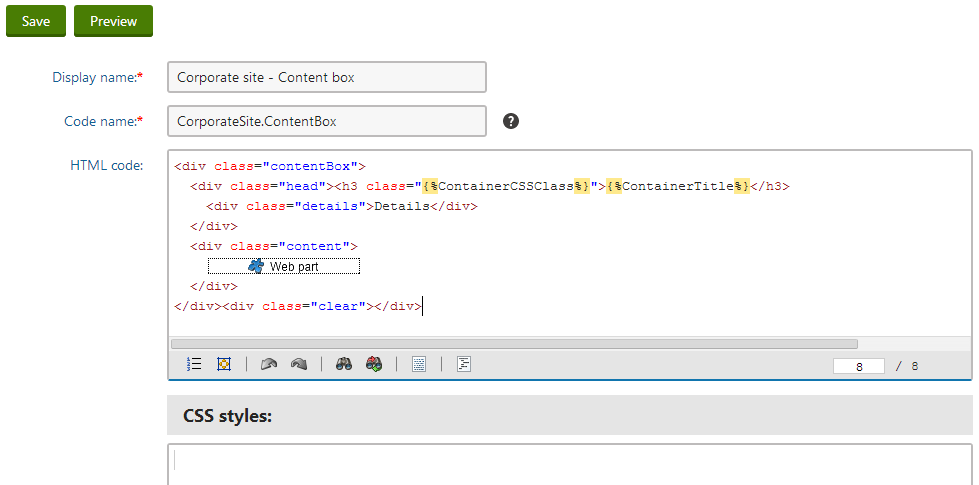 Save Preview
Display name:* Corporate site - Content box
Code name:* CorporateSite.ContentBox ?
HTML code:
<div class="contentBox">
<div class="head"><h3 class="{%ContainerCSSClass%}">{%ContainerTitle%}</h3>
<div class="details">Details</div>
</div>
<div class="content">
Web part
</div>
</div><div class="clear"></div>
8 / 8
CSS styles: